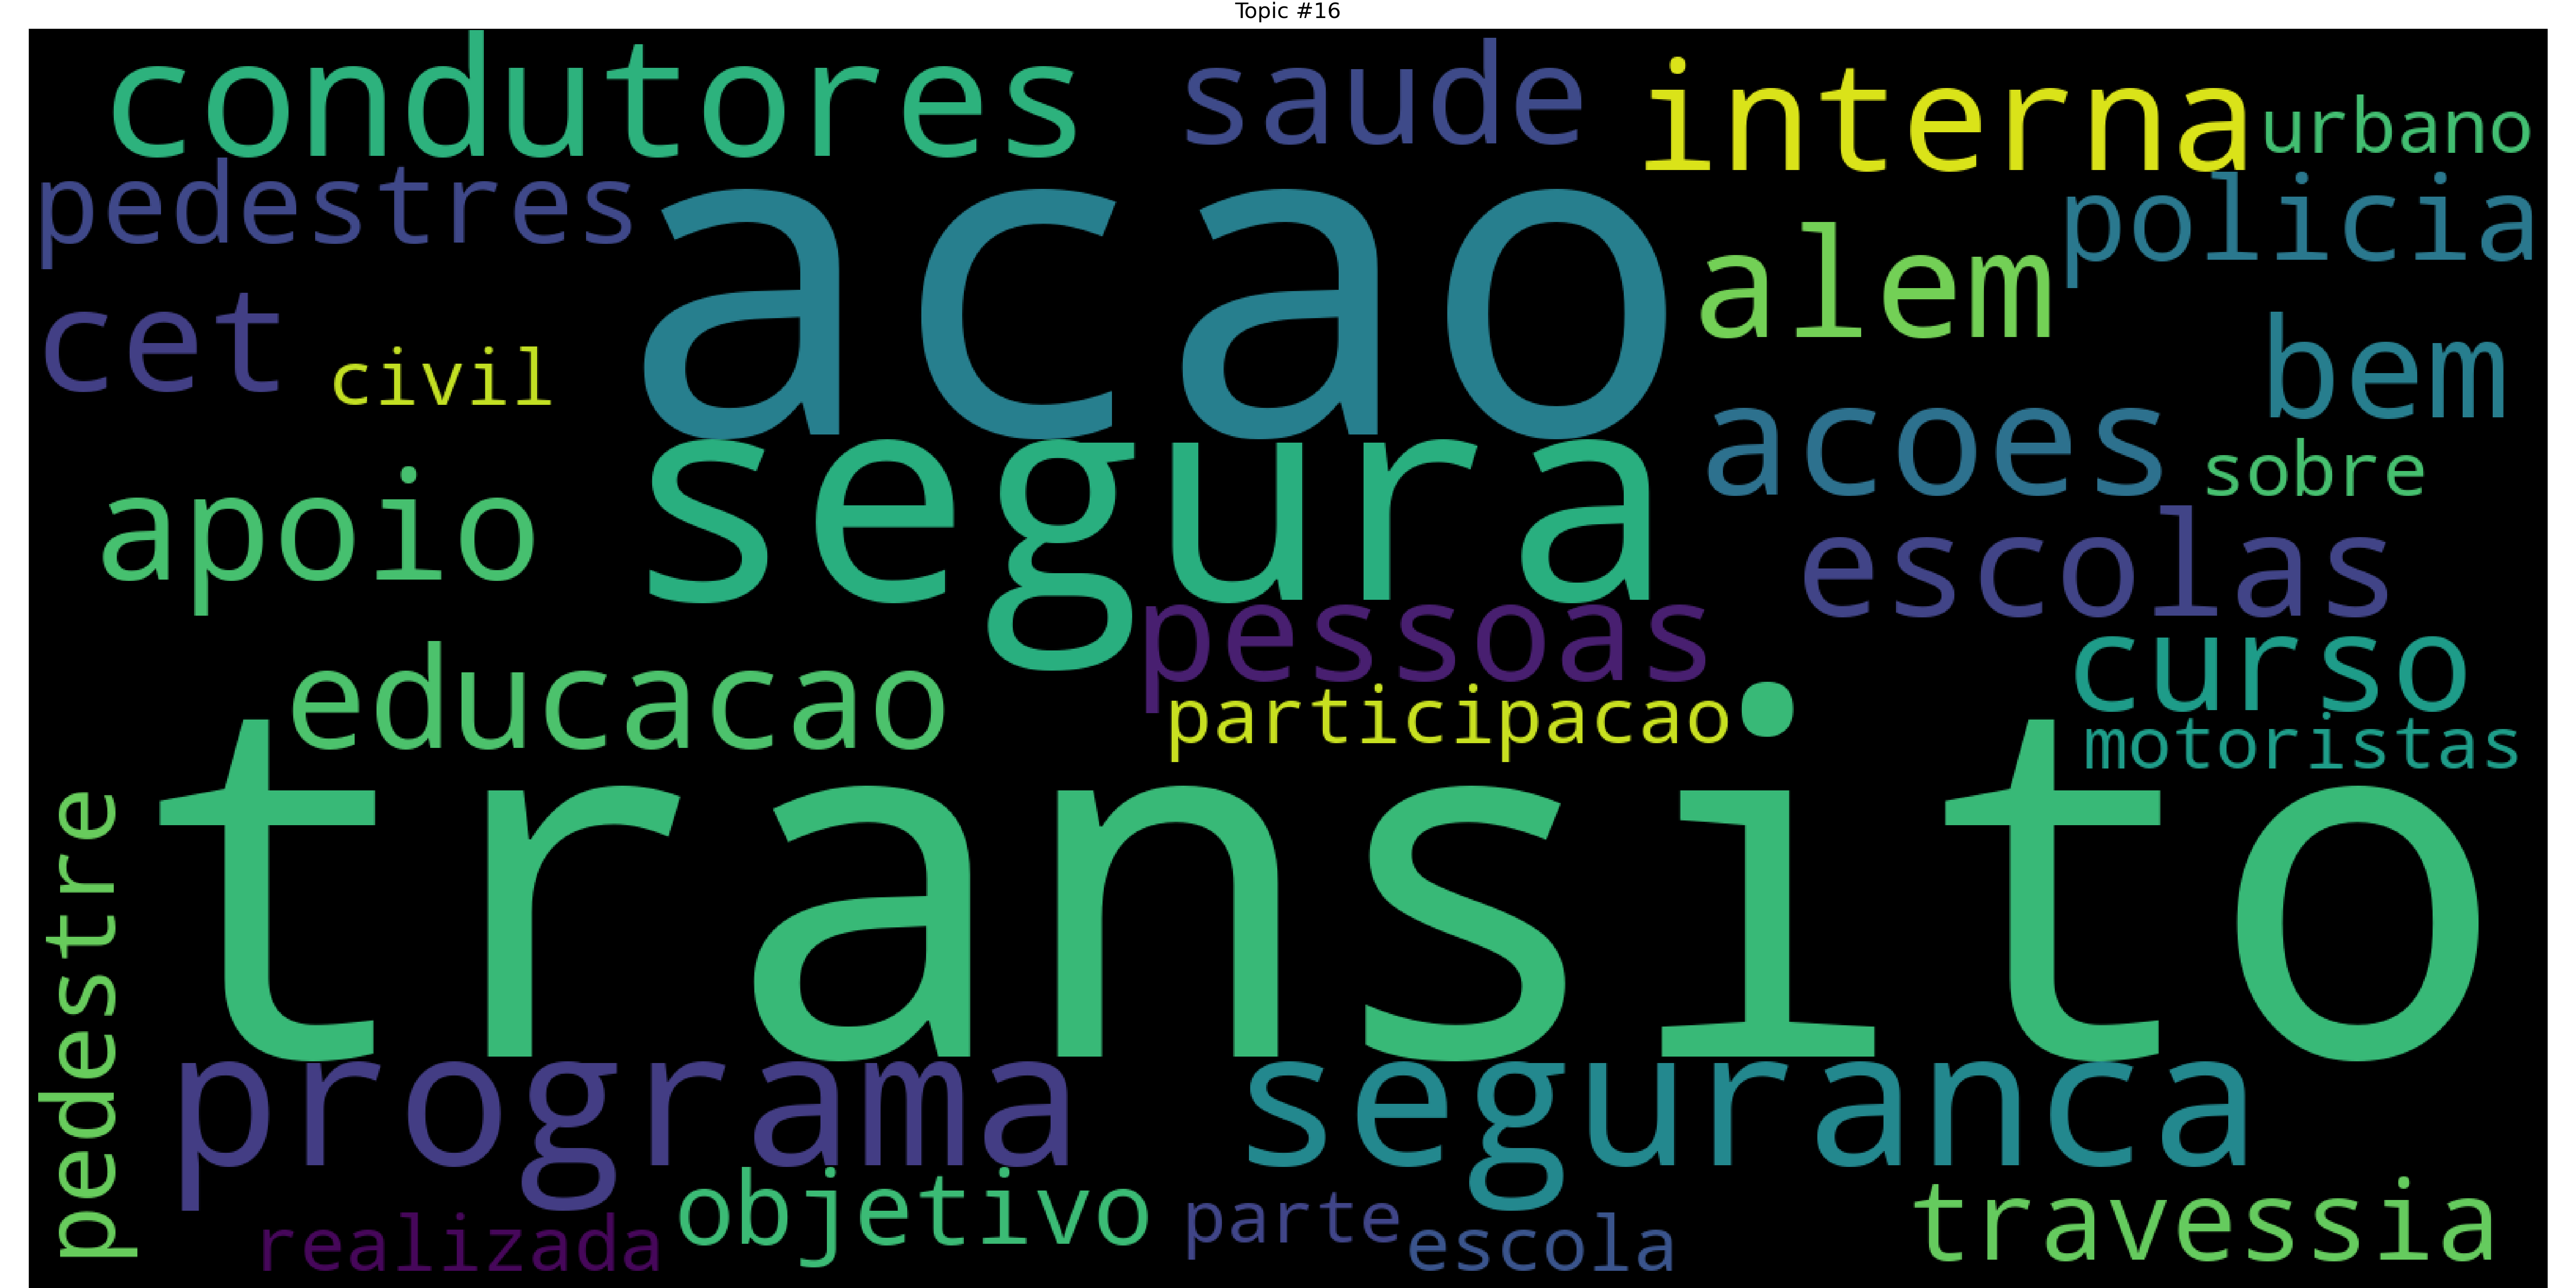 Topic #16
condutores
saude
interna
urbano
pedestres
acao
policia
alem
cet
civil
bem
acoes
sobre
apoio
segura
escolas
pessoas
educacao
curso
participacao
motoristas
transito
pedestre
programa
seguranca
objetivo
parte
travessia
realizada
escola